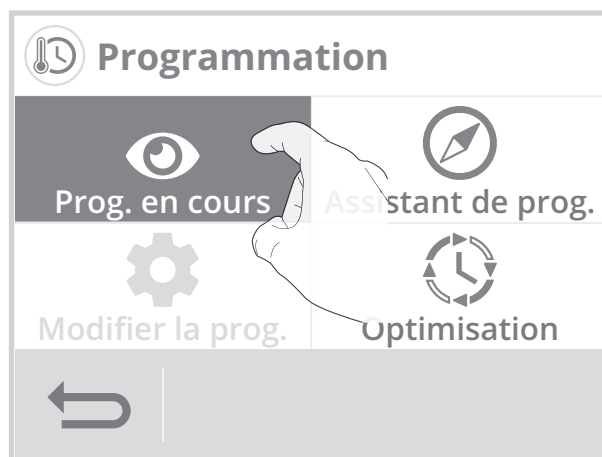 Programmation
Prog. en cours
Assistant de prog.
Modifier la prog.
Optimisation